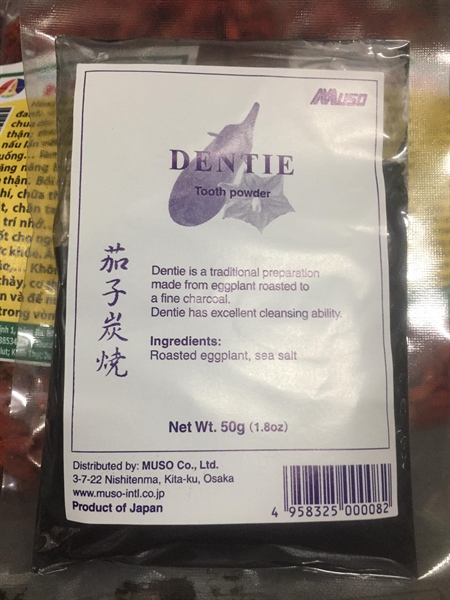 MUSO
DENTIE
Tooth powder
茄子炭焼
Dentie is a traditional preparation
made from eggplant roasted to
a fine charcoal.
Dentie has excellent cleansing ability.
Ingredients:
Roasted eggplant, sea salt
Net Wt. 50g (1.8oz)
Distributed by: MUSO Co., Ltd.
3-7-22 Nishitenma, Kita-ku, Osaka
www.muso-intl.co.jp
Product of Japan
4 958325 000082